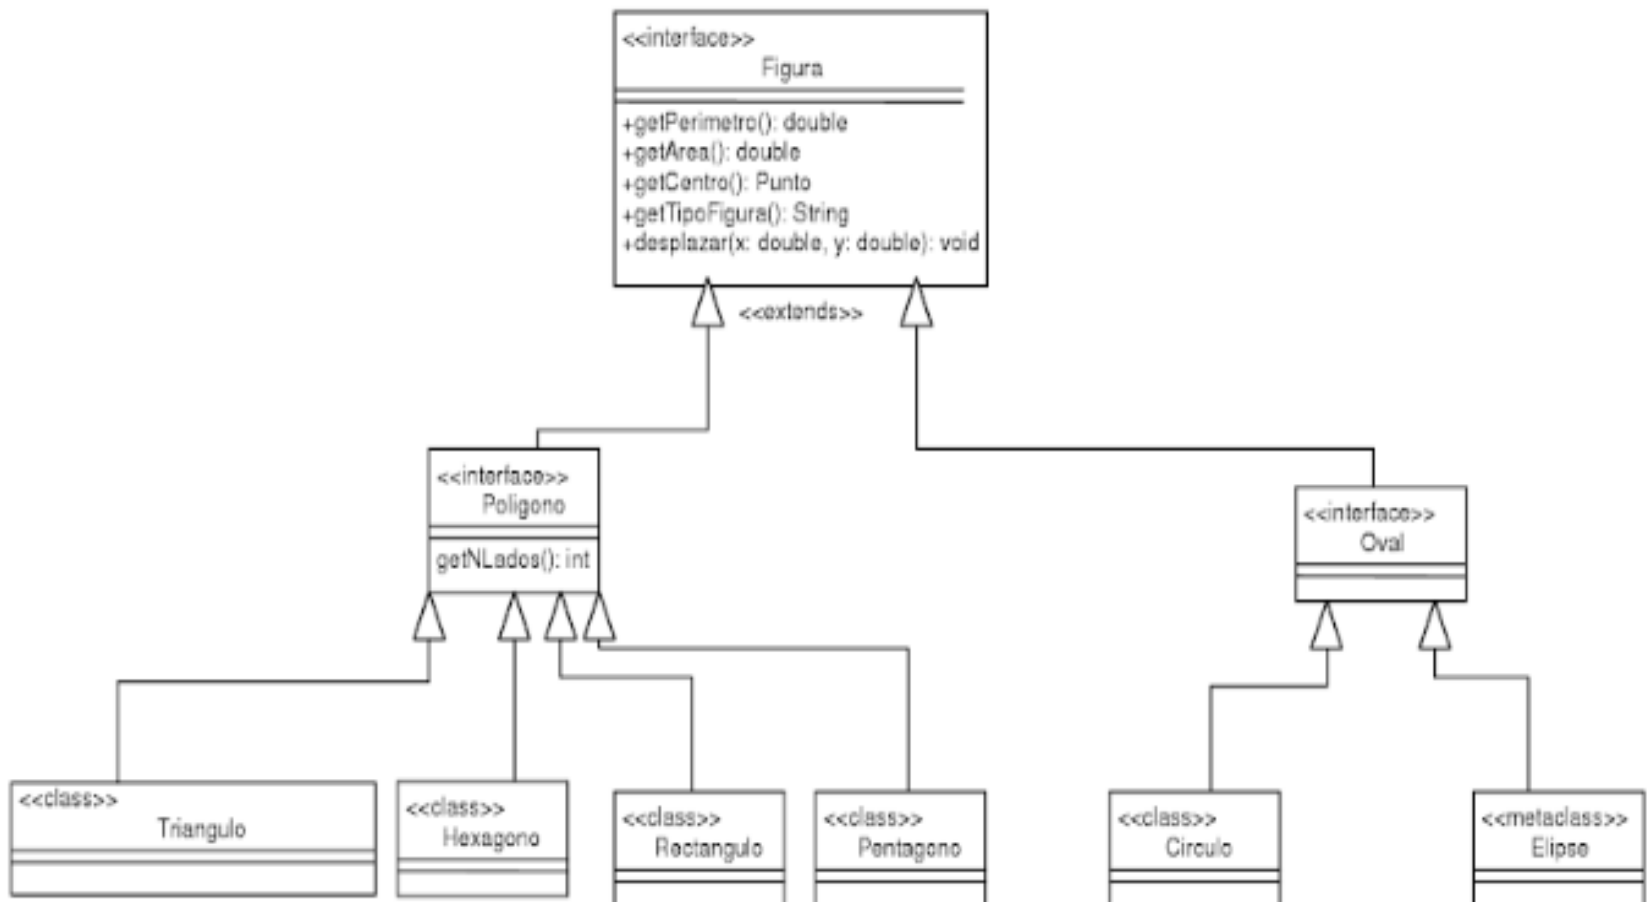 <<interface>>
Figura
+getPerimetro(): double
+getArea(): double
+getCentro(): Punto
+getTipoFigura(): String
+desplazar(x: double, y: double): void
<<extends>>
<<interface>>
Poligono
getNLados(): int
<<interface>>
Oval
<<class>>
Triangulo
<<class>>
Hexagono
<<class>>
Rectangulo
<<class>>
Pentagono
<<class>>
Circulo
<<metaclass>>
Elipse